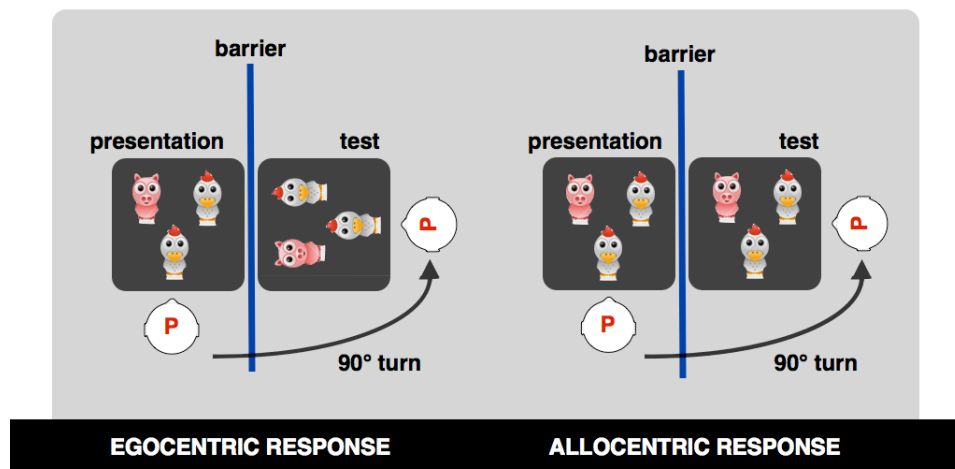 barrier
presentation
test
P
P
90° turn
EGOCENTRIC RESPONSE
barrier
presentation
test
P
P
90° turn
ALLOCENTRIC RESPONSE